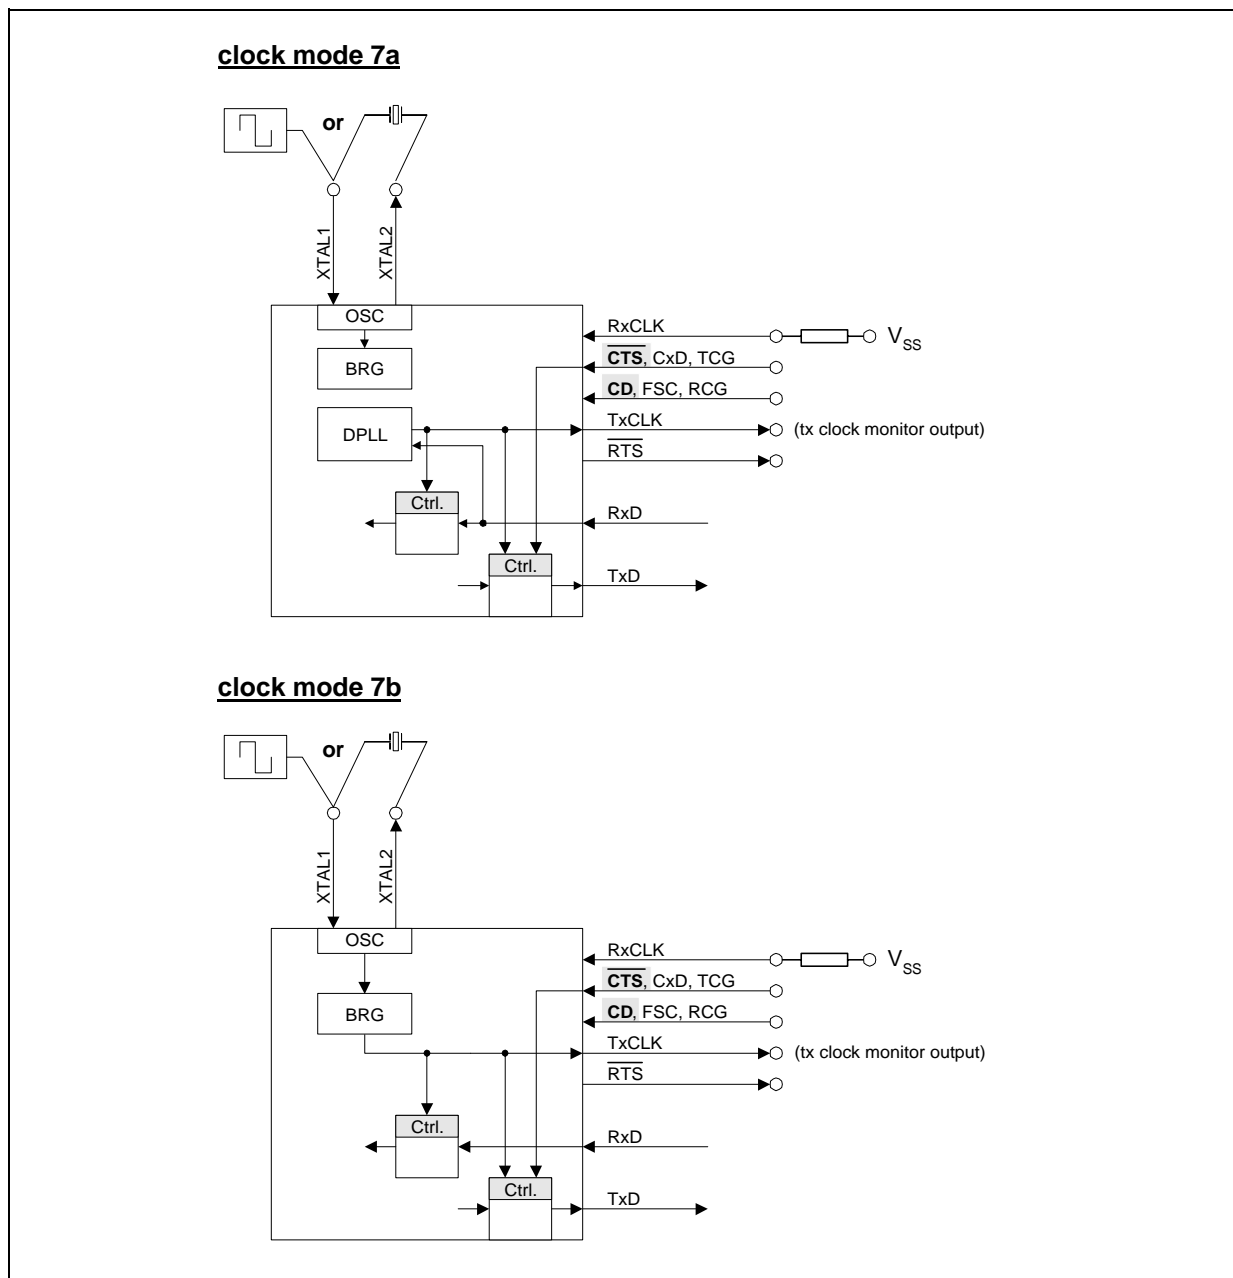 clock mode 7a
or
XTAL1
XTAL2
OSC
BRG
DPLL
Ctrl.
Ctrl.
RxCLK
VSS
CTS, CxD, TCG
CD, FSC, RCG
TxCLK
(tx clock monitor output)
RTS
RxD
TxD
clock mode 7b
or
XTAL1
XTAL2
OSC
BRG
Ctrl.
Ctrl.
RxCLK
VSS
CTS, CxD, TCG
CD, FSC, RCG
TxCLK
(tx clock monitor output)
RTS
RxD
TxD